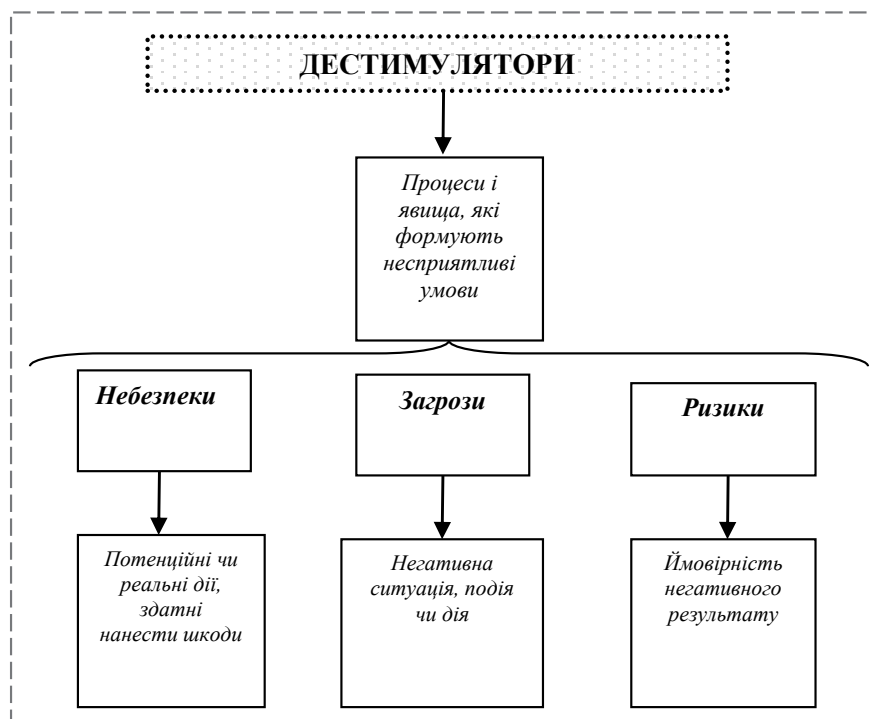 ДЕСТИМУЛЯТОРИ
Процеси і
явища, які
формують
несприятливі
умови
Небезпеки
Загрози
Ризики
Потенційні чи
реальні дії,
здатні
нанести шкоди
Негативна
ситуація, подія
чи дія
Ймовірність
негативного
результату